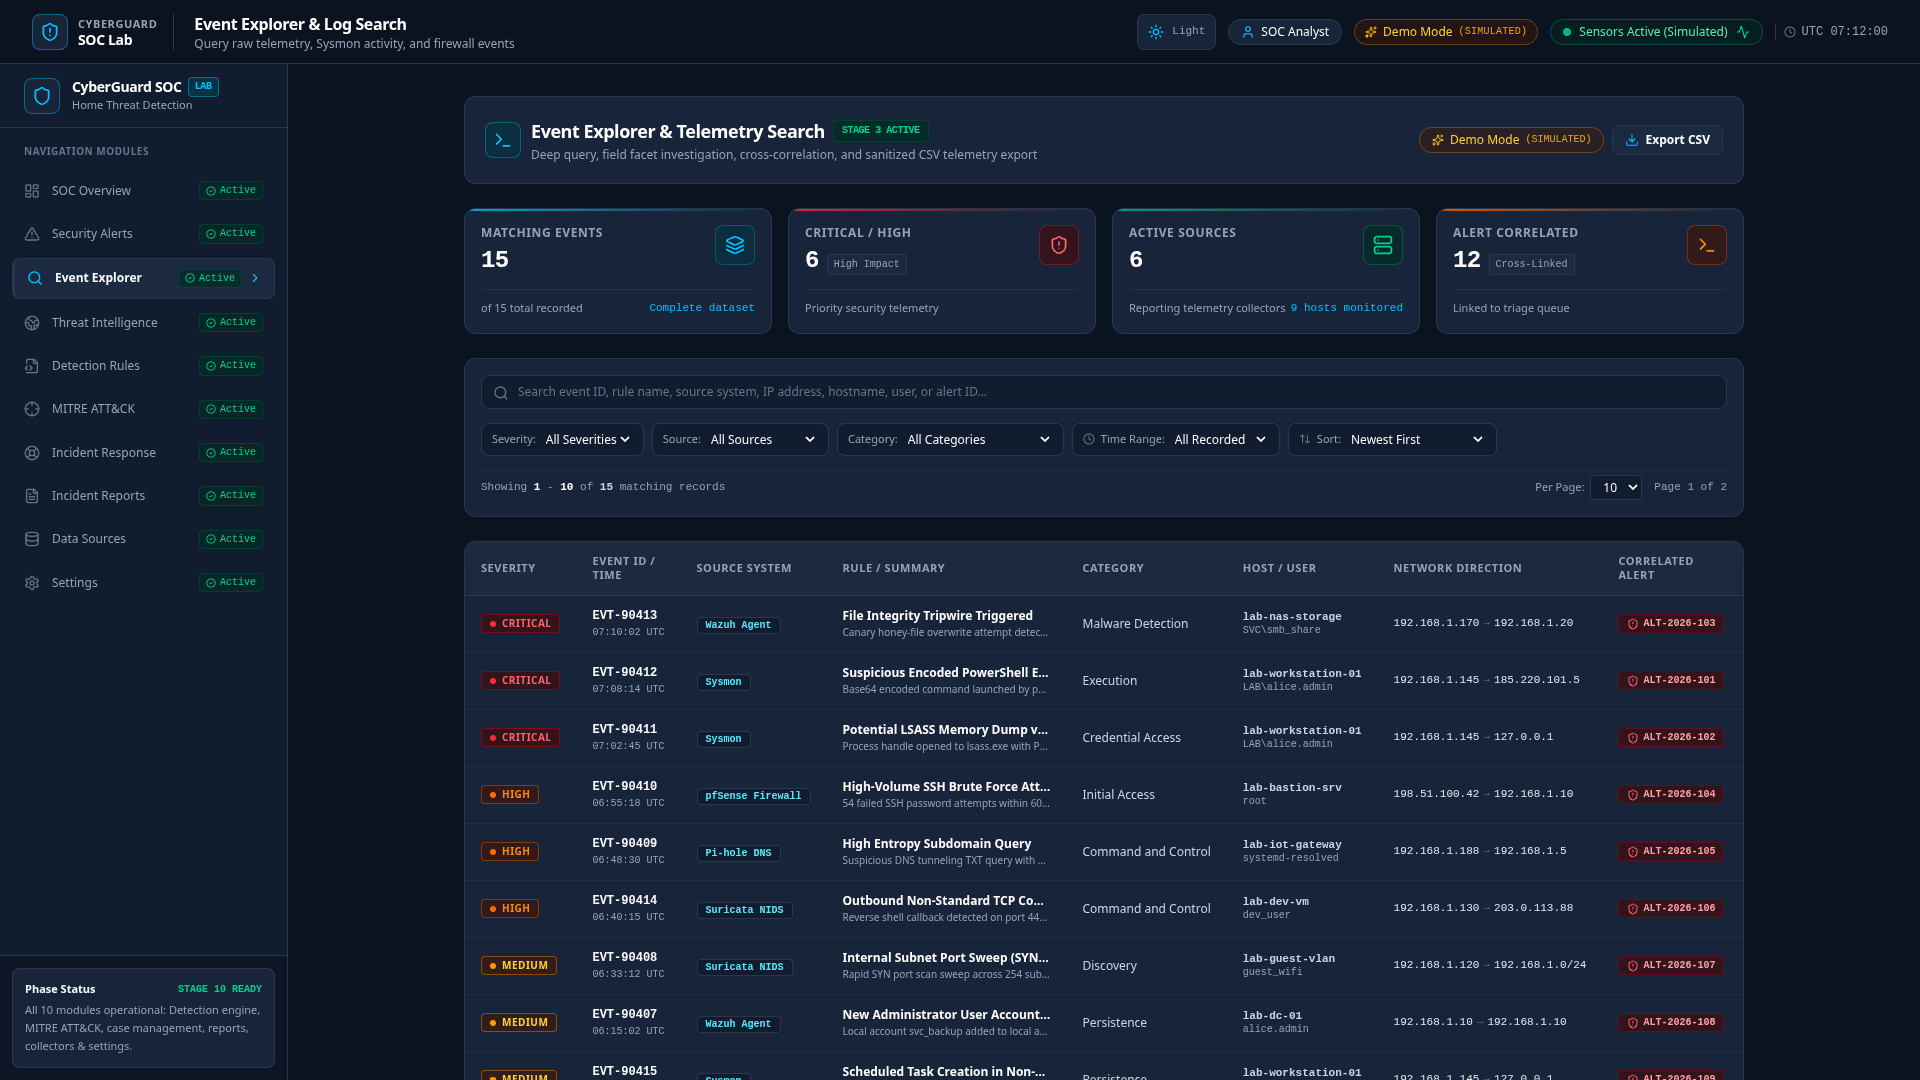 CYBERGUARD
SOC Lab
Event Explorer & Log Search
Query raw telemetry, Sysmon activity, and firewall events
Light
SOC Analyst
Demo Mode (SIMULATED)
Sensors Active (Simulated)
UTC 07:12:00
CyberGuard SOC LAB
Home Threat Detection
NAVIGATION MODULES
SOC Overview Active
Security Alerts Active
Event Explorer Active
Threat Intelligence Active
Detection Rules Active
MITRE ATT&CK Active
Incident Response Active
Incident Reports Active
Data Sources Active
Settings Active
Phase Status STAGE 10 READY
All 10 modules operational: Detection engine,
MITRE ATT&CK, case management, reports,
collectors & settings.
Event Explorer & Telemetry Search STAGE 3 ACTIVE
Deep query, field facet investigation, cross-correlation, and sanitized CSV telemetry export
Demo Mode (SIMULATED)
Export CSV
MATCHING EVENTS
15
of 15 total recorded Complete dataset
CRITICAL / HIGH
6 High Impact
Priority security telemetry
ACTIVE SOURCES
6
Reporting telemetry collectors 9 hosts monitored
ALERT CORRELATED
12 Cross-Linked
Linked to triage queue
Search event ID, rule name, source system, IP address, hostname, user, or alert ID...
Severity: All Severities Source: All Sources Category: All Categories Time Range: All Recorded Sort: Newest First
Showing 1 - 10 of 15 matching records
Per Page: 10 Page 1 of 2
SEVERITY EVENT ID / TIME SOURCE SYSTEM RULE / SUMMARY CATEGORY HOST / USER NETWORK DIRECTION CORRELATED ALERT
CRITICAL EVT-90413 07:10:02 UTC Wazuh Agent File Integrity Tripwire Triggered Canary honey-file overwrite attempt detec... Malware Detection lab-nas-storage SVC\smb_share 192.168.1.170 → 192.168.1.20 ALT-2026-103
CRITICAL EVT-90412 07:08:14 UTC Sysmon Suspicious Encoded PowerShell E... Base64 encoded command launched by p... Execution lab-workstation-01 LAB\alice.admin 192.168.1.145 → 185.220.101.5 ALT-2026-101
CRITICAL EVT-90411 07:02:45 UTC Sysmon Potential LSASS Memory Dump v... Process handle opened to lsass.exe with P... Credential Access lab-workstation-01 LAB\alice.admin 192.168.1.145 → 127.0.0.1 ALT-2026-102
HIGH EVT-90410 06:55:18 UTC pfSense Firewall High-Volume SSH Brute Force Att... 54 failed SSH password attempts within 60... Initial Access lab-bastion-srv root 198.51.100.42 → 192.168.1.10 ALT-2026-104
HIGH EVT-90409 06:48:30 UTC Pi-hole DNS High Entropy Subdomain Query Suspicious DNS tunneling TXT query with ... Command and Control lab-iot-gateway systemd-resolved 192.168.1.188 → 192.168.1.5 ALT-2026-105
HIGH EVT-90414 06:40:15 UTC Suricata NIDS Outbound Non-Standard TCP Co... Reverse shell callback detected on port 44... Command and Control lab-dev-vm dev_user 192.168.1.130 → 203.0.113.88 ALT-2026-106
MEDIUM EVT-90408 06:33:12 UTC Suricata NIDS Internal Subnet Port Sweep (SYN... Rapid SYN port scan sweep across 254 sub... Discovery lab-guest-vlan guest_wifi 192.168.1.120 → 192.168.1.0/24 ALT-2026-107
MEDIUM EVT-90407 06:15:02 UTC Wazuh Agent New Administrator User Account... Local account svc_backup added to local a... Persistence lab-dc-01 alice.admin 192.168.1.10 → 192.168.1.10 ALT-2026-108
MEDIUM EVT-90415 Sysmon Scheduled Task Creation in Non-... Persistence lab-workstation-01 192.168.1.145 → 127.0.0.1 ALT-2026-109